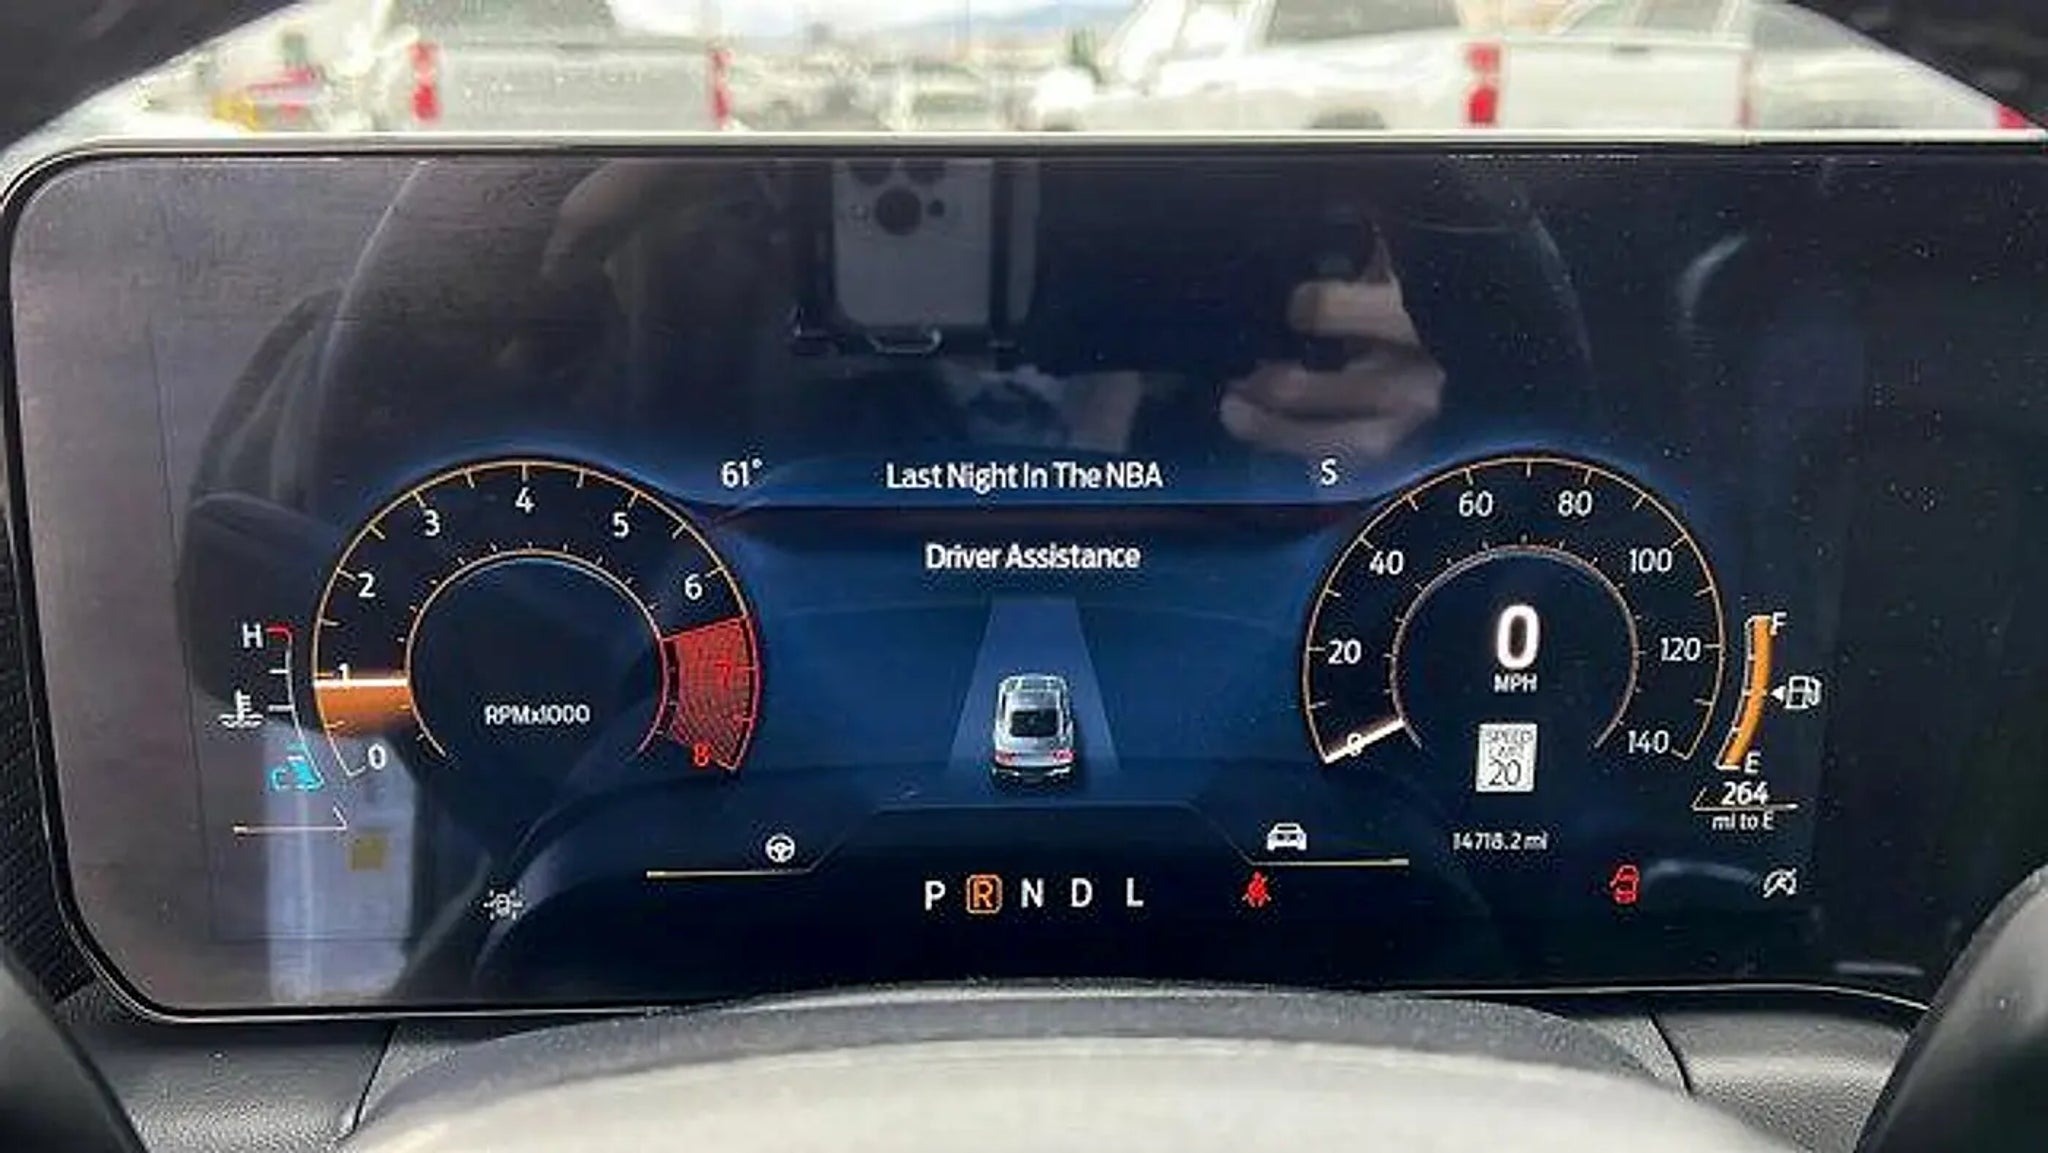 61° Last Night In The NBA S
Driver Assistance
0 1 2 3 4 5 6 7 8
RPMx1000
H
0 20 40 60 80 100 120 140
0
MPH
SPEED
LIMIT
20
F
E
264
mi to E
14718.2 mi
P R N D L